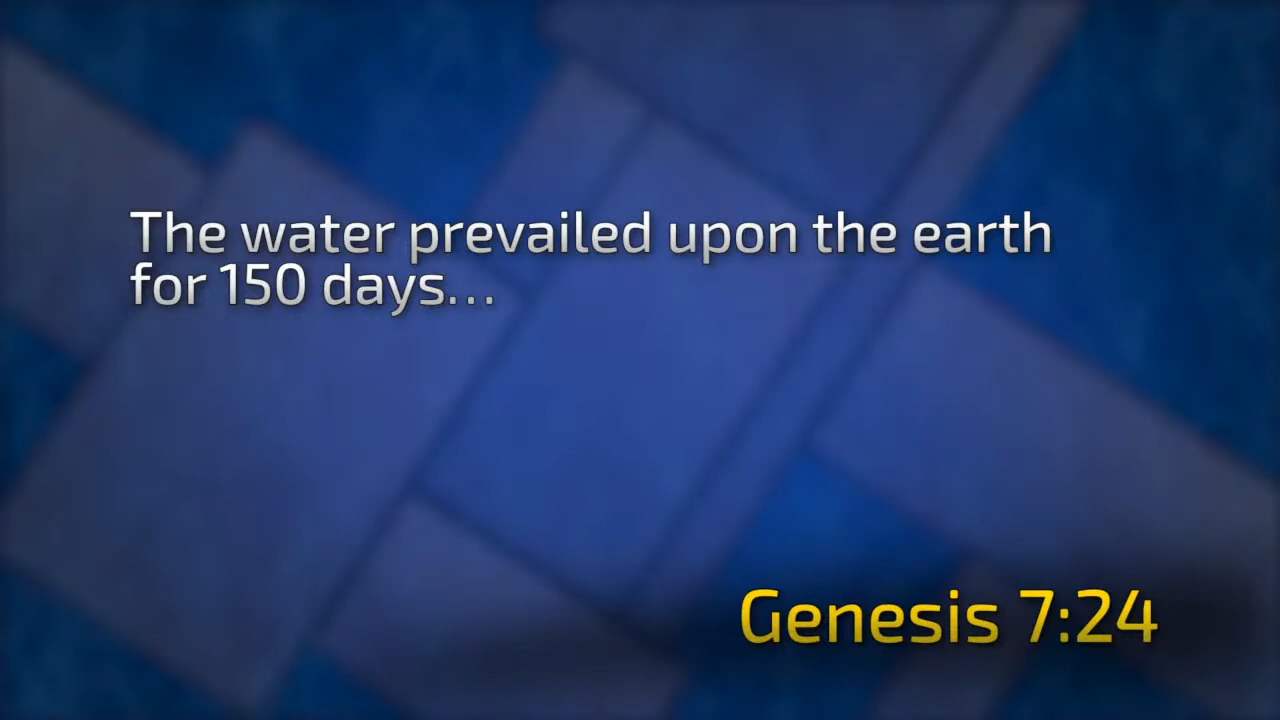 The water prevailed upon the earth
for 150 days…
Genesis 7:24